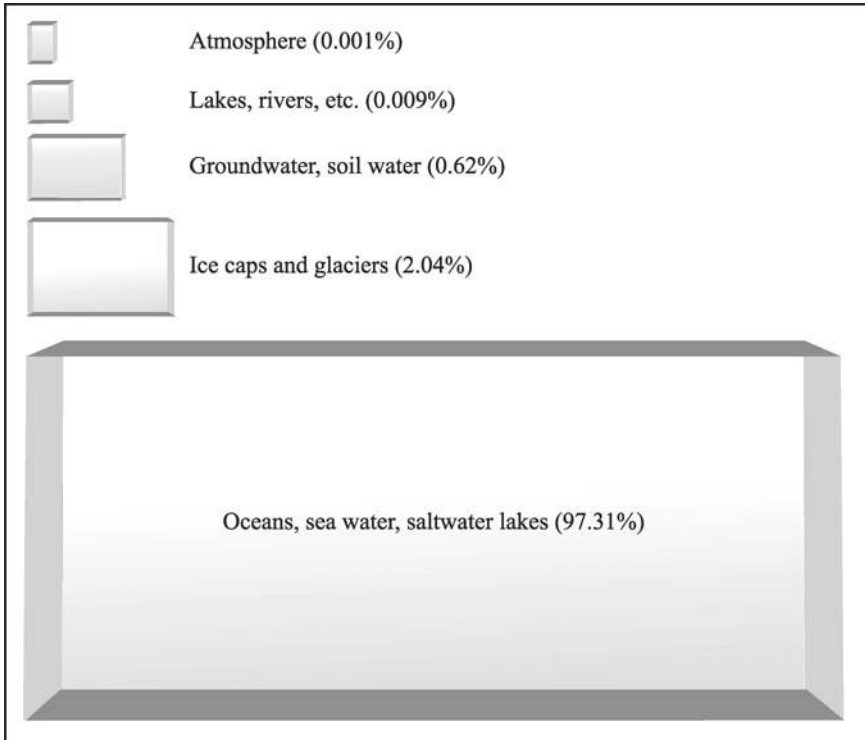 Atmosphere (0.001%)
Lakes, rivers, etc. (0.009%)
Groundwater, soil water (0.62%)
Ice caps and glaciers (2.04%)
Oceans, sea water, saltwater lakes (97.31%)